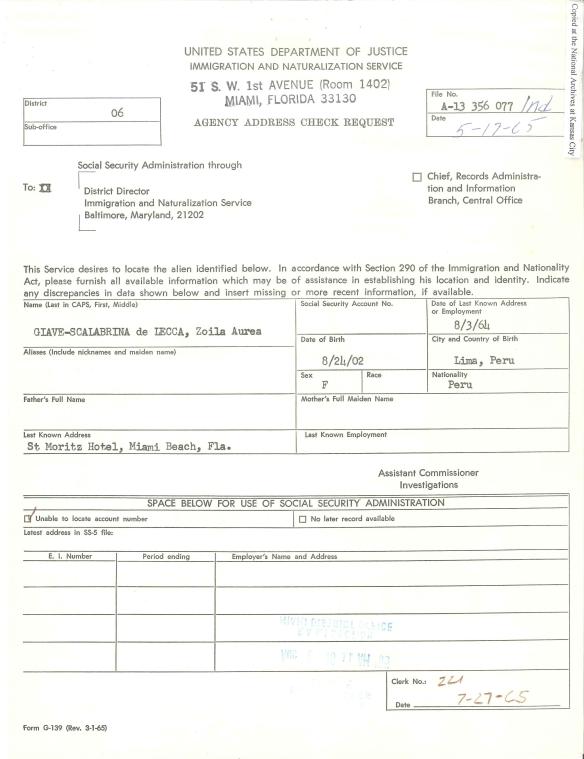 Copied at the National Archives at Kansas City
UNITED STATES DEPARTMENT OF JUSTICE
IMMIGRATION AND NATURALIZATION SERVICE
51 S. W. 1st AVENUE (Room 1402)
MIAMI, FLORIDA 33130
AGENCY ADDRESS CHECK REQUEST
District
06
Sub-office
File No.
A-13 356 077 Ind
Date
5-17-65
Social Security Administration through
To:
District Director
Immigration and Naturalization Service
Baltimore, Maryland, 21202
Chief, Records Administra-
tion and Information
Branch, Central Office
This Service desires to locate the alien identified below. In accordance with Section 290 of the Immigration and Nationality
Act, please furnish all available information which may be of assistance in establishing his location and identity. Indicate
any discrepancies in data shown below and insert missing or more recent information, if available.
Name (Last in CAPS, First, Middle)
GIAVE-SCALABRINA de LECCA, Zoila Aurea
Social Security Account No.
Date of Last Known Address
or Employment
8/3/64
Aliases (Include nicknames and maiden name)
Date of Birth
8/24/02
City and Country of Birth
Lima, Peru
Sex
F
Race
Nationality
Peru
Father's Full Name
Mother's Full Maiden Name
Last Known Address
St Moritz Hotel, Miami Beach, Fla.
Last Known Employment
Assistant Commissioner
Investigations
SPACE BELOW FOR USE OF SOCIAL SECURITY ADMINISTRATION
Unable to locate account number
No later record available
Latest address in SS-5 file:
E. I. Number
Period ending
Employer's Name and Address
Clerk No.: 221
Date 7-27-65
Form G-139 (Rev. 3-1-65)